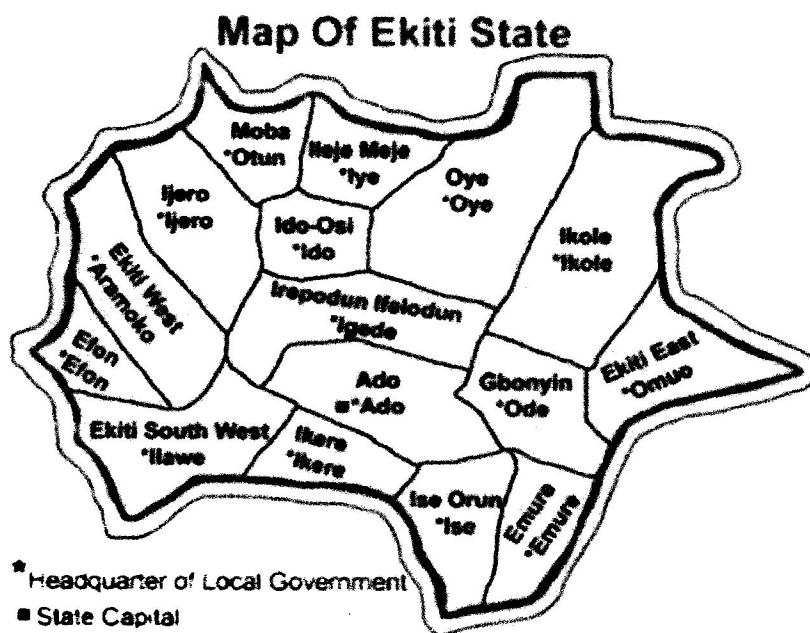 Map Of Ekiti State
Moba
*Otun
Ileje Meje
*Iye
Oye
*Oye
Ijero
*Ijero
Ido-Osi
*Ido
Ikole
*Ikole
Ekiti West
*Aramoko
Irepodun Ifelodun
*Igede
Efon
*Efon
Ado
■*Ado
Gbonyin
*Ode
Ekiti East
*Omuo
Ekiti South West
*Ilawe
Ikere
*Ikere
Ise Orun
*Ise
Emure
*Emure
*Headquarter of Local Government
■ State Capital